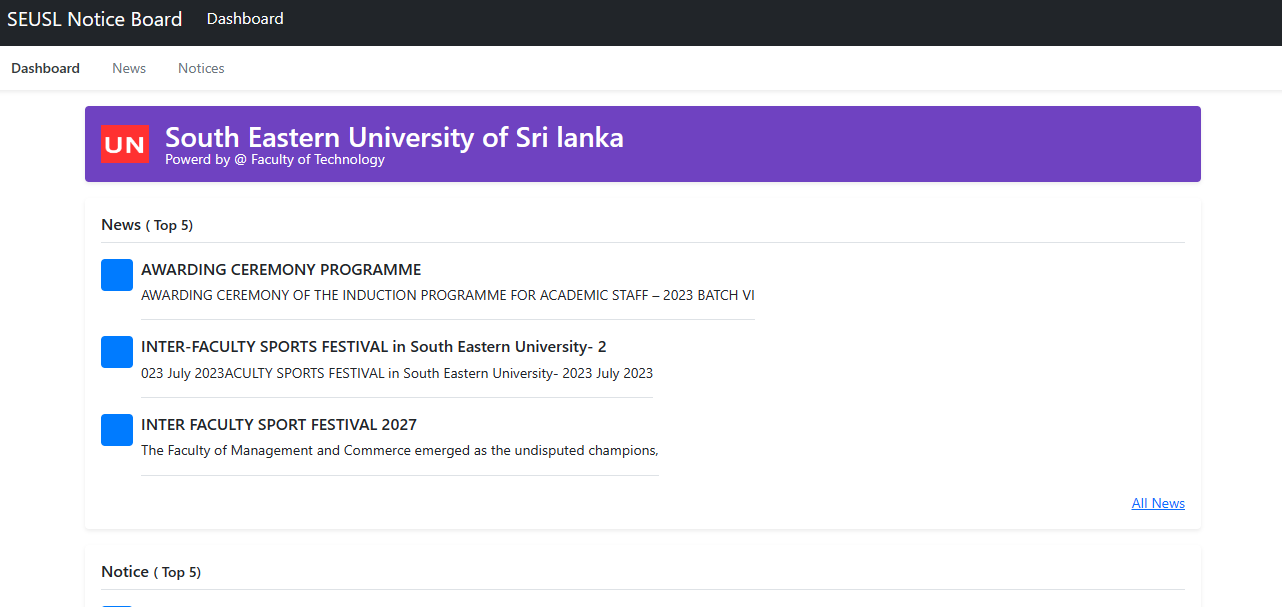 SEUSL Notice Board Dashboard
Dashboard News Notices
UN
South Eastern University of Sri lanka
Powerd by @ Faculty of Technology
News ( Top 5)
AWARDING CEREMONY PROGRAMME
AWARDING CEREMONY OF THE INDUCTION PROGRAMME FOR ACADEMIC STAFF – 2023 BATCH VI
INTER-FACULTY SPORTS FESTIVAL in South Eastern University- 2
023 July 2023ACULTY SPORTS FESTIVAL in South Eastern University- 2023 July 2023
INTER FACULTY SPORT FESTIVAL 2027
The Faculty of Management and Commerce emerged as the undisputed champions,
All News
Notice ( Top 5)